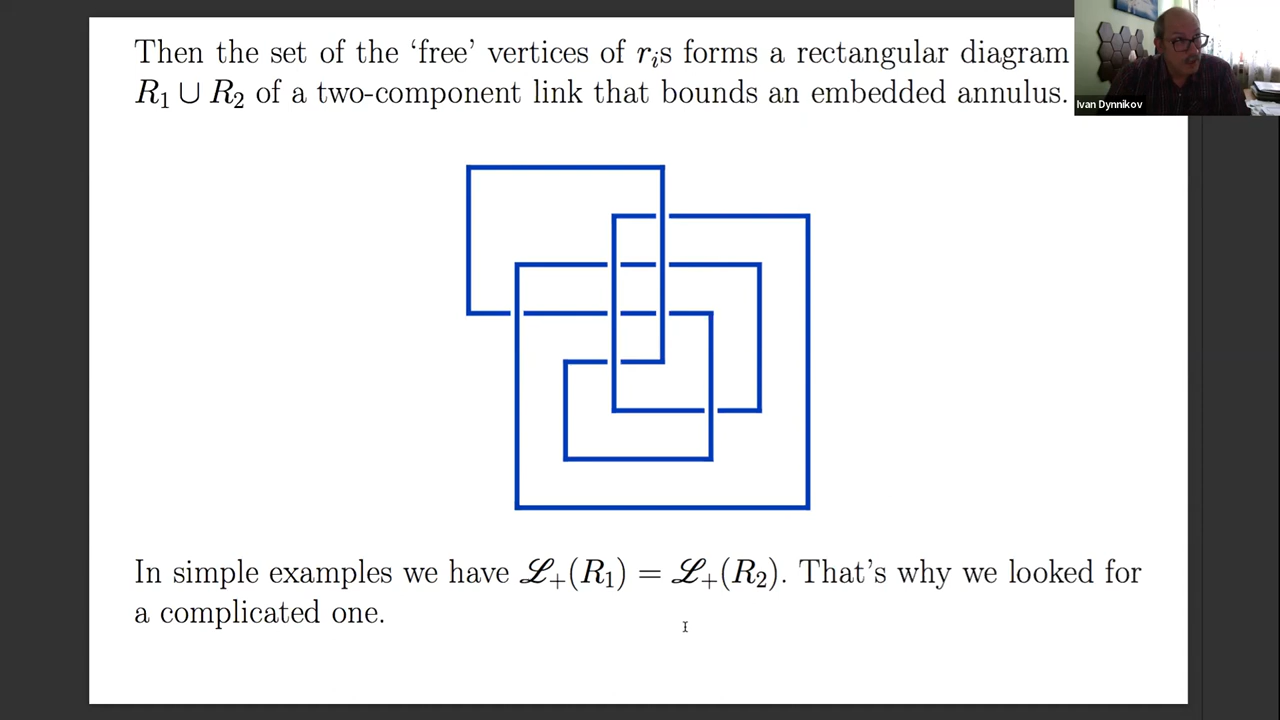 Then the set of the ‘free’ vertices of rᵢs forms a rectangular diagram
R₁ ∪ R₂ of a two-component link that bounds an embedded annulus.
Ivan Dynnikov
In simple examples we have ℒ₊(R₁) = ℒ₊(R₂). That’s why we looked for
a complicated one.